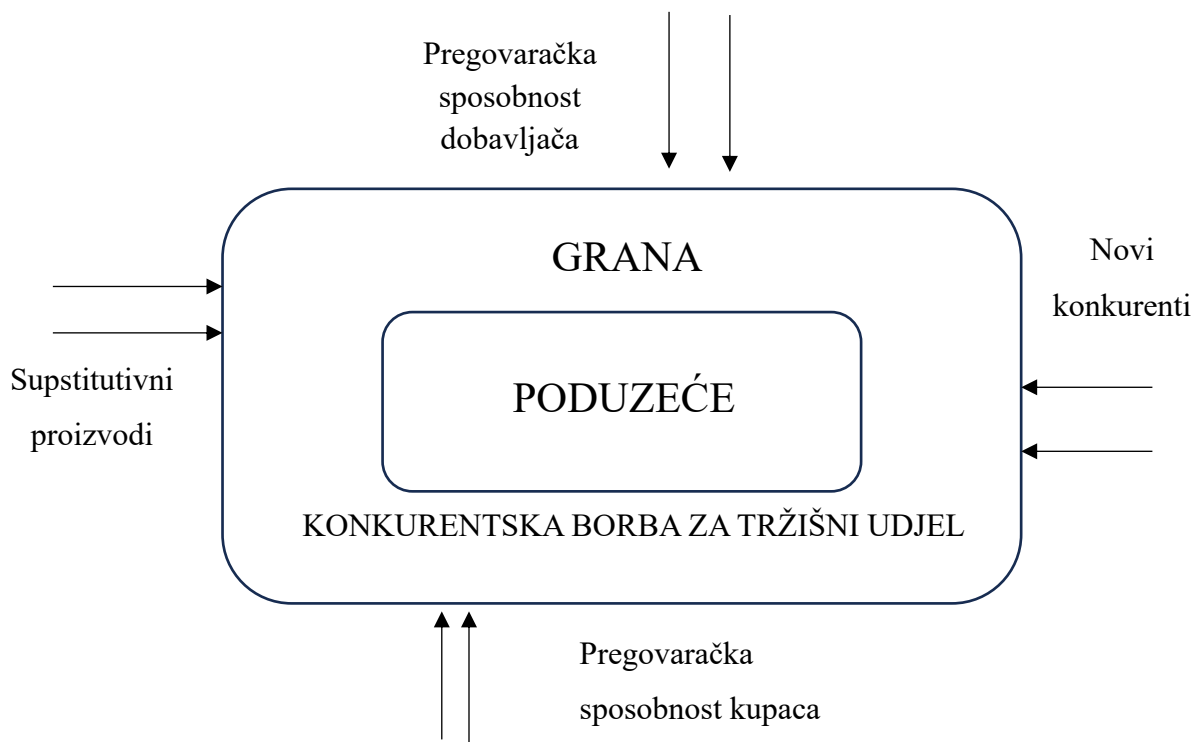 Pregovaračka
sposobnost
dobavljača
GRANA
Novi
konkurenti
Supstitutivni
proizvodi
PODUZEĆE
KONKURENTSKA BORBA ZA TRŽIŠNI UDJEL
Pregovaračka
sposobnost kupaca